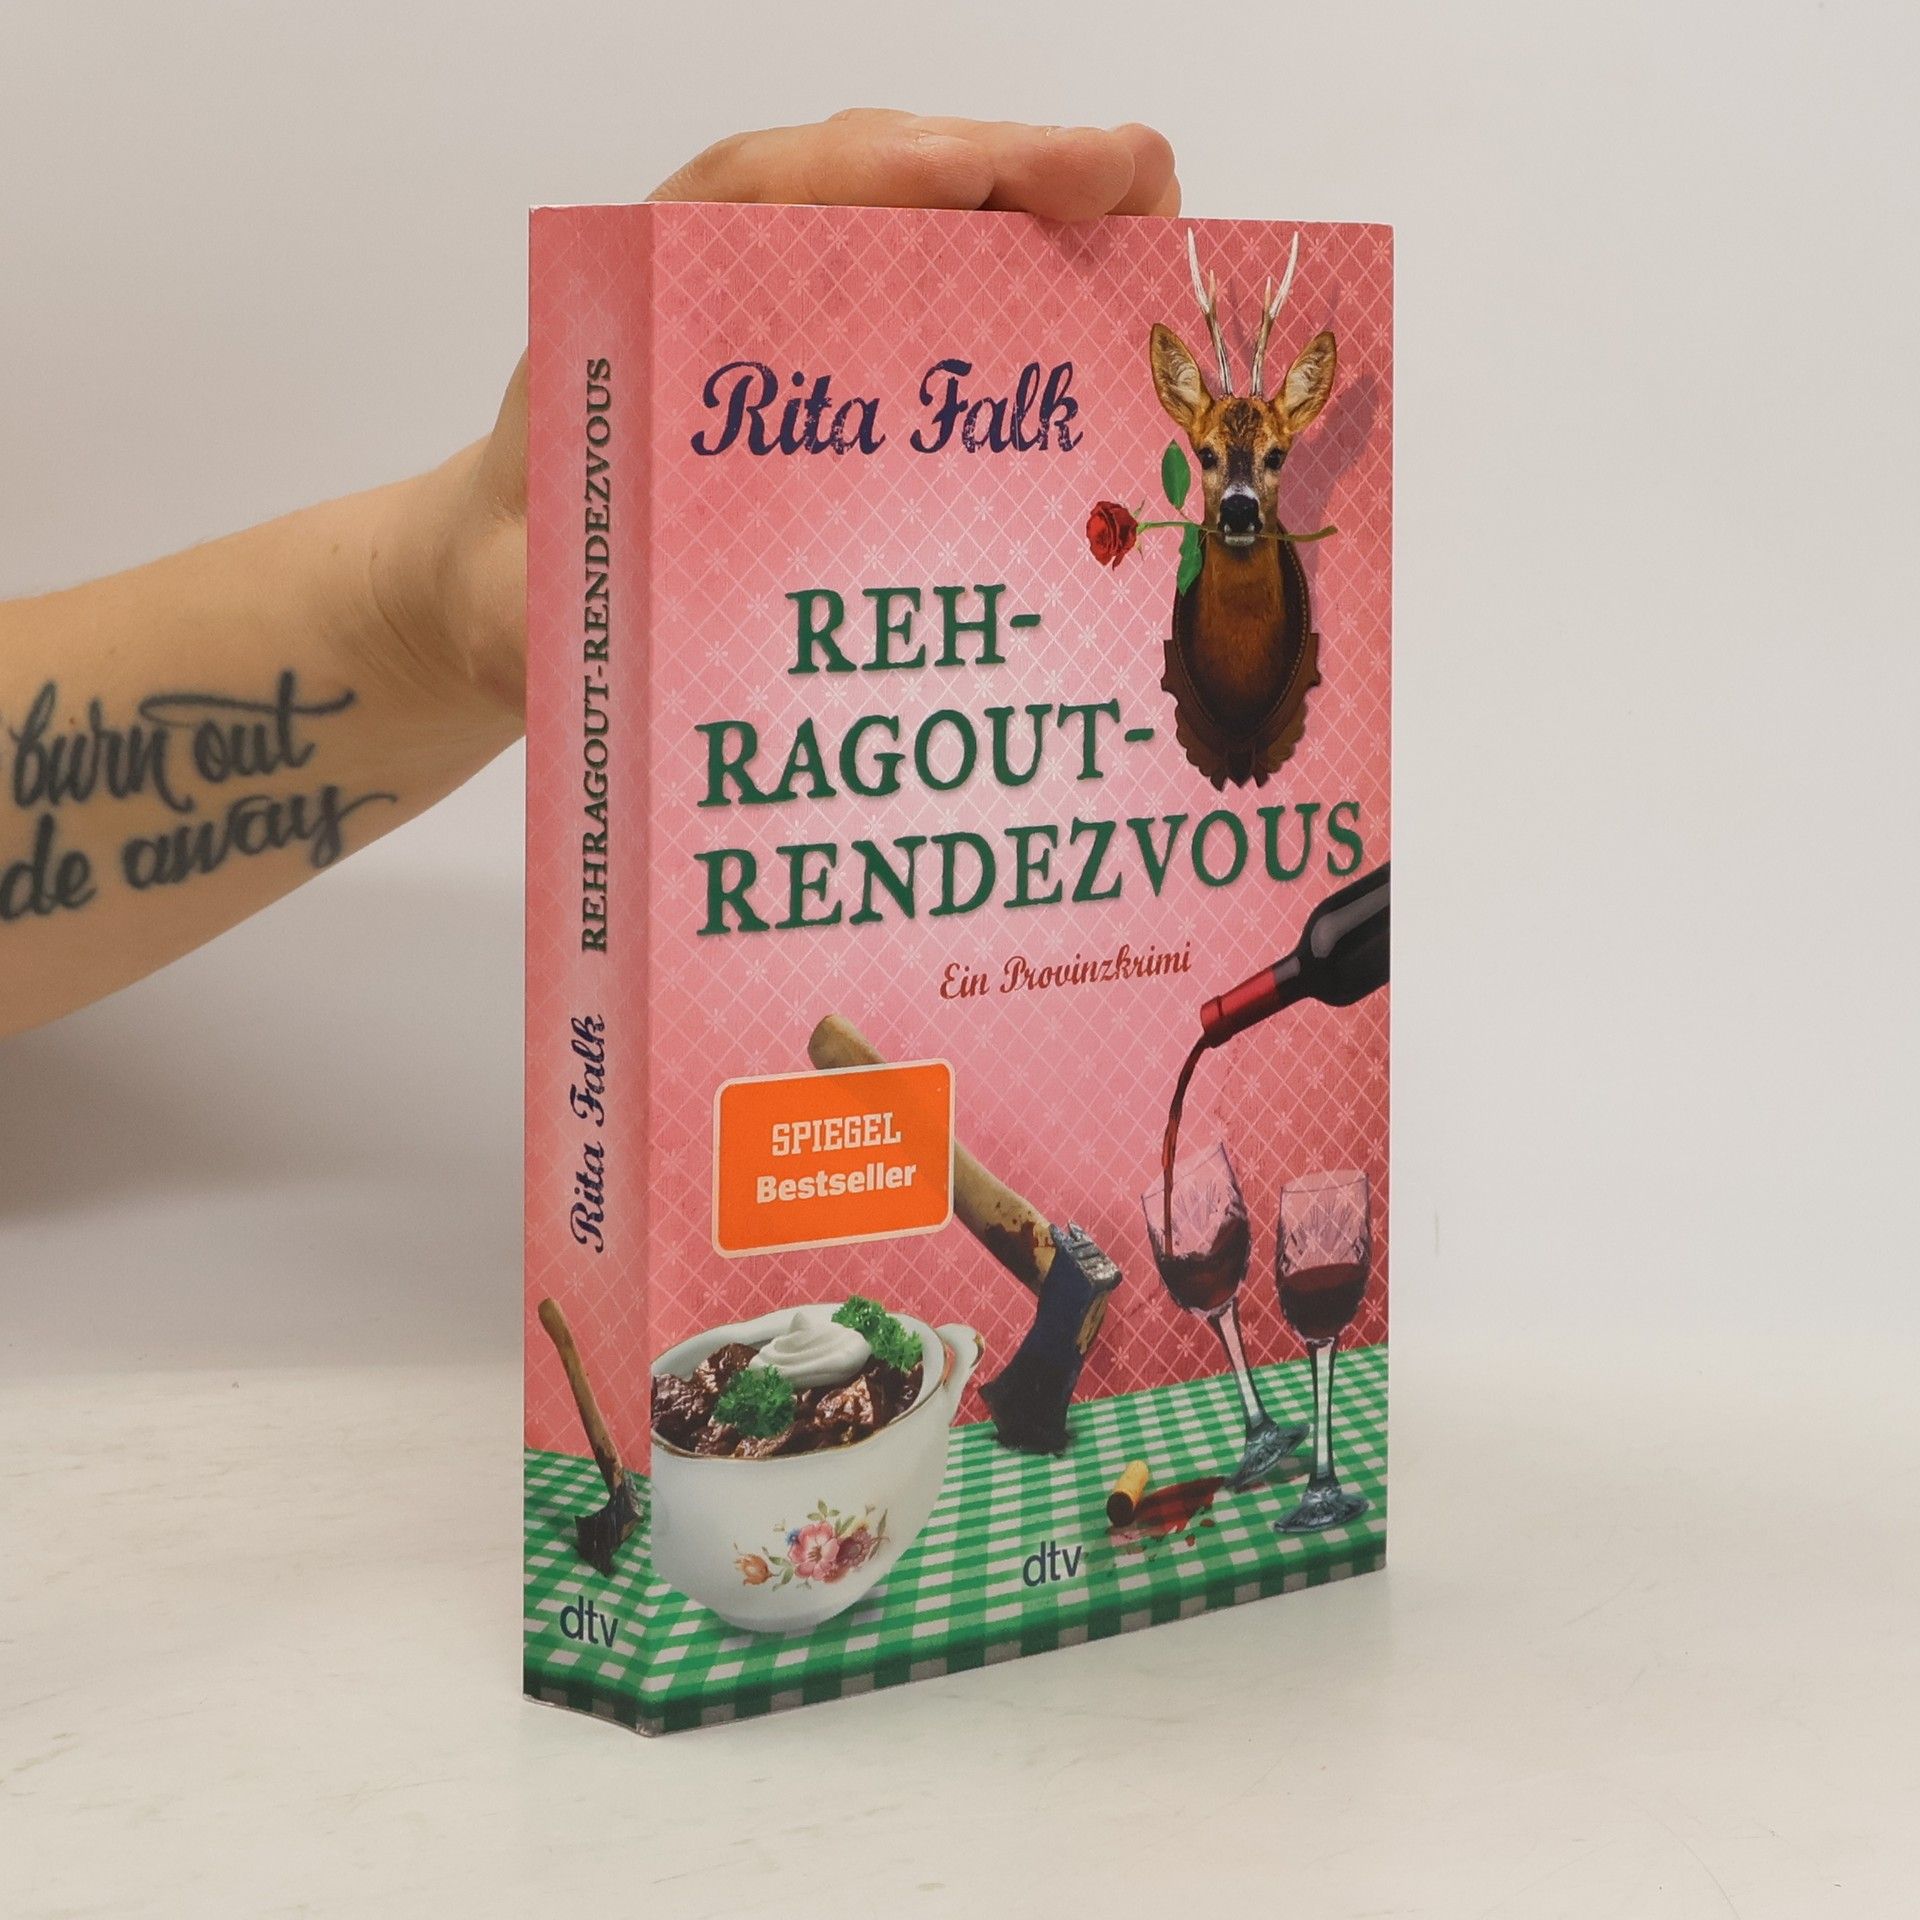 burn out
de away
Rita Falk REHRAGOUT-RENDEZVOUS
dtv
Rita Falk
REH-
RAGOUT-
RENDEZVOUS
Ein Provinzkrimi
SPIEGEL
Bestseller
dtv